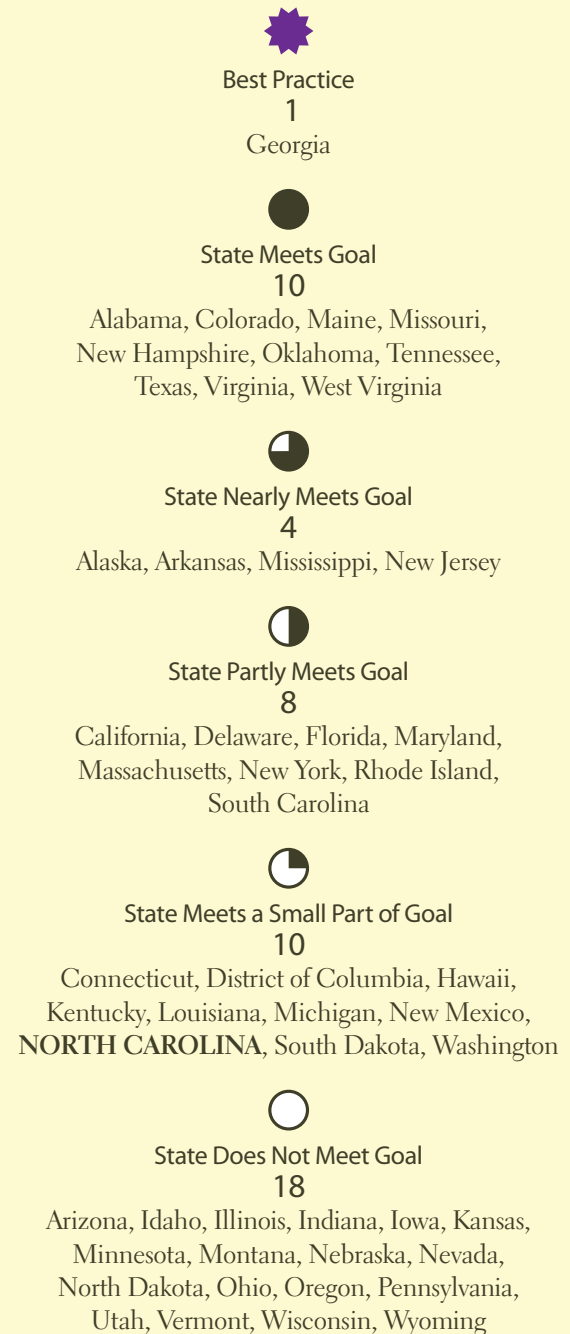 Best Practice
1
Georgia
State Meets Goal
10
Alabama, Colorado, Maine, Missouri,
New Hampshire, Oklahoma, Tennessee,
Texas, Virginia, West Virginia
State Nearly Meets Goal
4
Alaska, Arkansas, Mississippi, New Jersey
State Partly Meets Goal
8
California, Delaware, Florida, Maryland,
Massachusetts, New York, Rhode Island,
South Carolina
State Meets a Small Part of Goal
10
Connecticut, District of Columbia, Hawaii,
Kentucky, Louisiana, Michigan, New Mexico,
NORTH CAROLINA, South Dakota, Washington
State Does Not Meet Goal
18
Arizona, Idaho, Illinois, Indiana, Iowa, Kansas,
Minnesota, Montana, Nebraska, Nevada,
North Dakota, Ohio, Oregon, Pennsylvania,
Utah, Vermont, Wisconsin, Wyoming